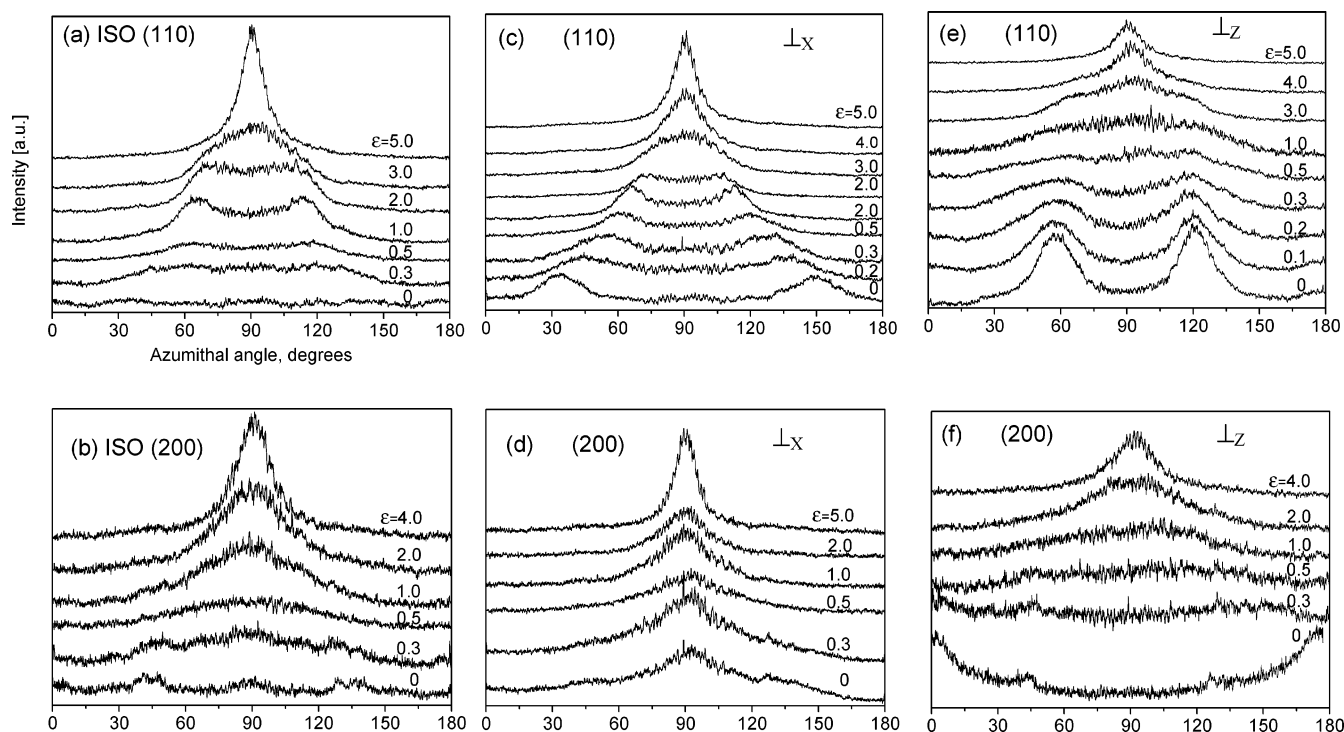 (a) ISO (110)
ε=5.0
3.0
2.0
1.0
0.5
0.3
0
0 30 60 90 120 150 180
Azumithal angle, degrees
Intensity [a.u.]
(c) (110) ⊥X
ε=5.0
4.0
3.0
2.0
2.0
0.5
0.3
0.2
0
0 30 60 90 120 150 180
(e) (110) ⊥Z
ε=5.0
4.0
3.0
1.0
0.5
0.3
0.2
0.1
0
0 30 60 90 120 150 180
(b) ISO (200)
ε=4.0
2.0
1.0
0.5
0.3
0
0 30 60 90 120 150 180
(d) (200) ⊥X
ε=5.0
2.0
1.0
0.5
0.3
0
0 30 60 90 120 150 180
(f) (200) ⊥Z
ε=4.0
2.0
1.0
0.5
0.3
0
0 30 60 90 120 150 180